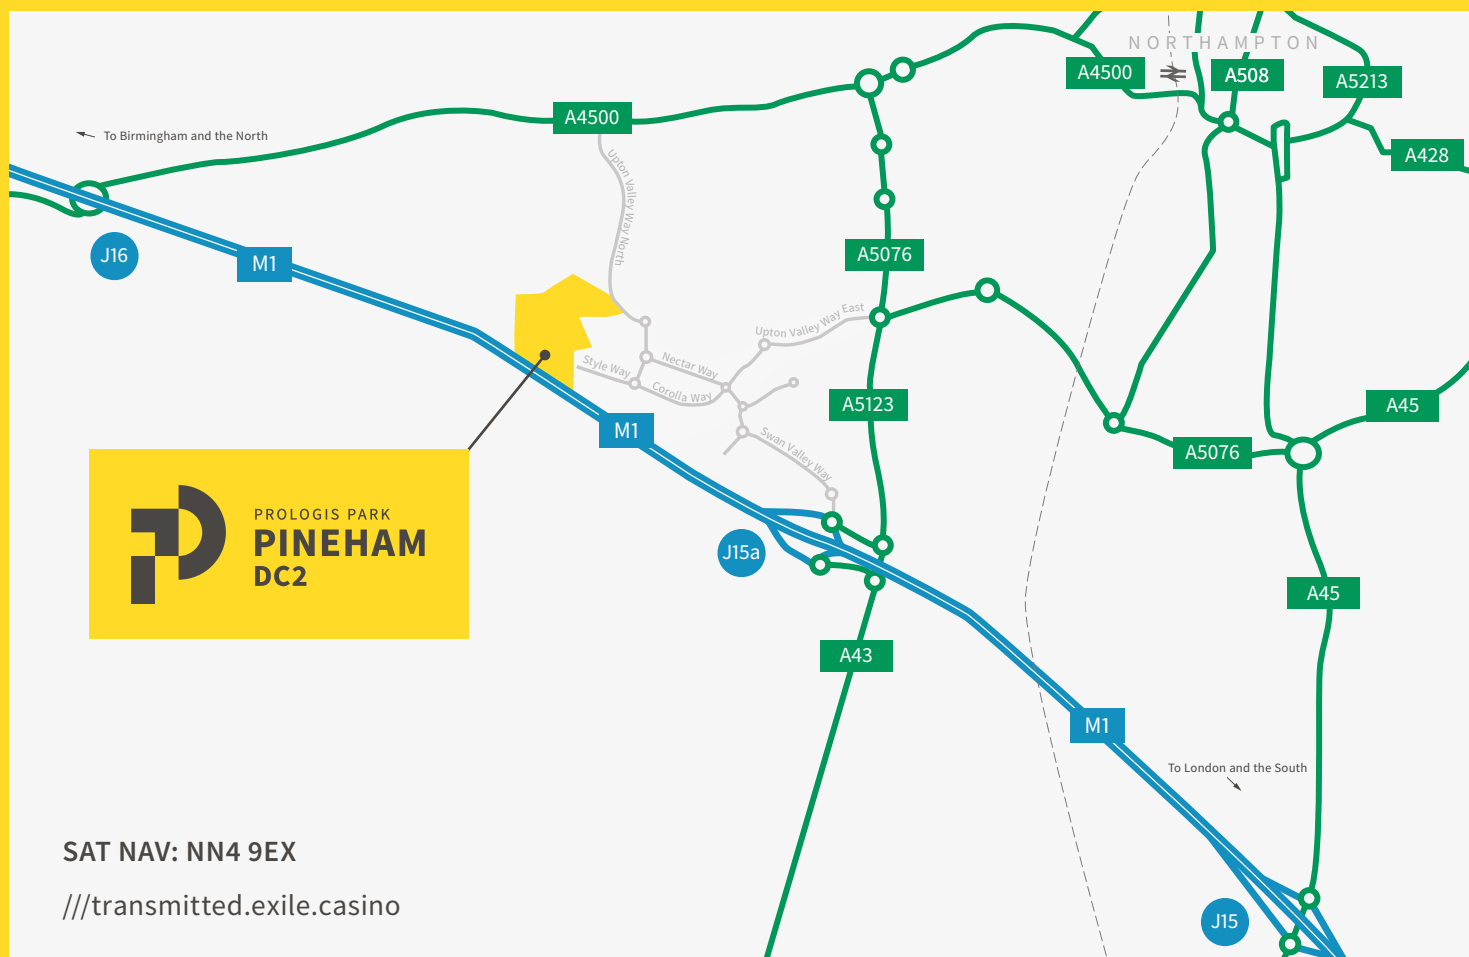 NORTHAMPTON
A4500
A508
A5213
A4500
To Birmingham and the North
A428
Upton Valley Way North
J16
M1
A5076
Upton Valley Way East
Style Way
Nectar Way
Corolla Way
A5123
A45
M1
Swan Valley Way
A5076
PROLOGIS PARK
PINEHAM
DC2
J15a
A45
A43
M1
To London and the South
SAT NAV: NN4 9EX
///transmitted.exile.casino
J15